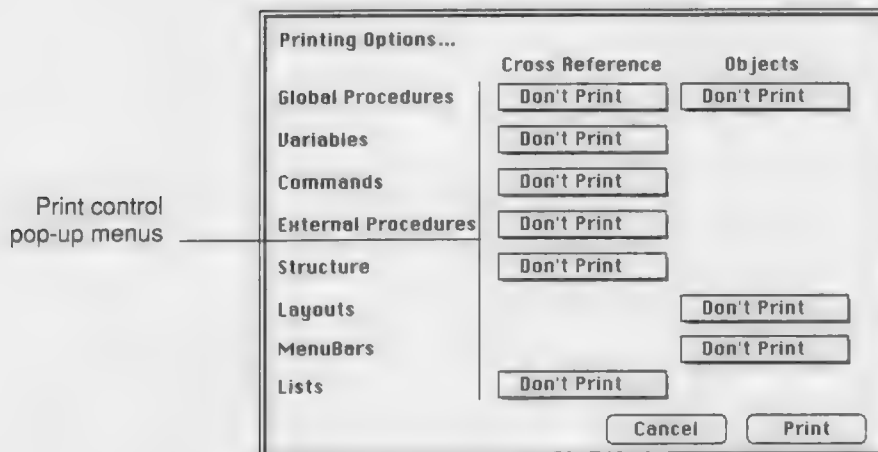 Printing Options...
Cross Reference Objects
Global Procedures Don't Print Don't Print
Variables Don't Print
Commands Don't Print
Print control
pop-up menus
External Procedures Don't Print
Structure Don't Print
Layouts Don't Print
MenuBars Don't Print
Lists Don't Print
Cancel Print